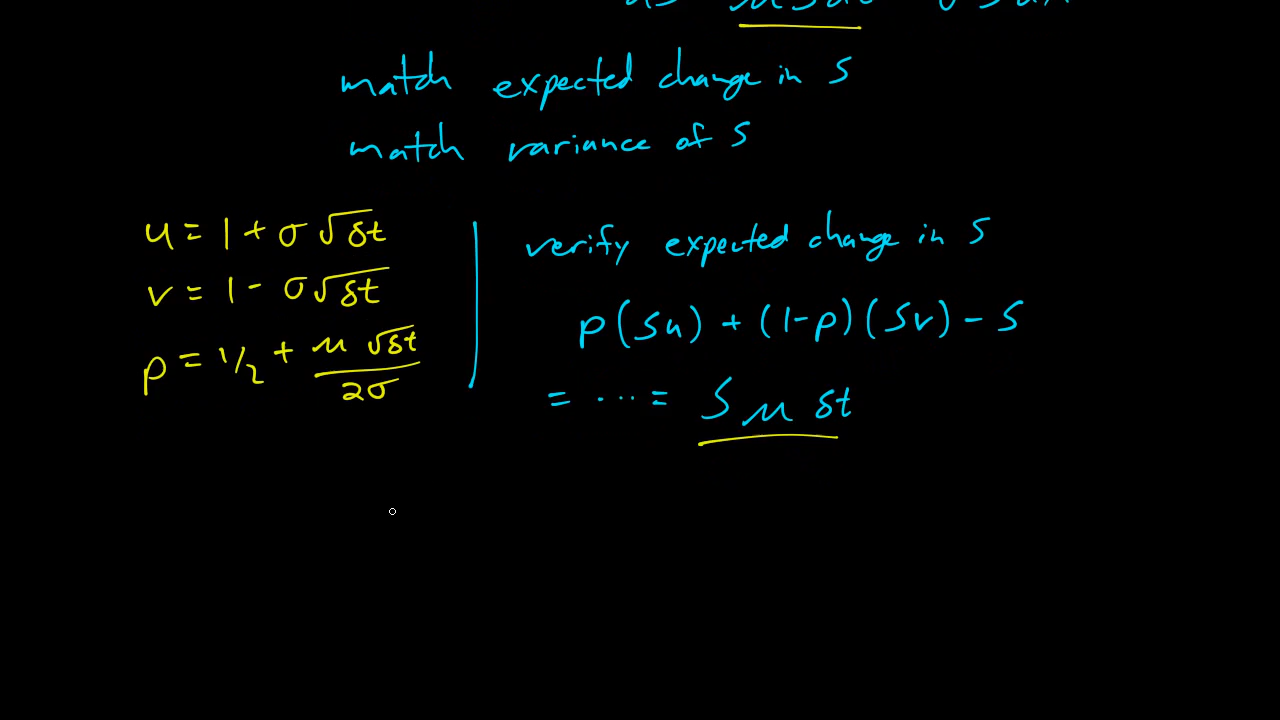 match expected change in S
match variance of S
u = 1 + σ √δt
v = 1 - σ √δt
p = 1/2 + μ √δt / 2σ
verify expected change in S
p(Su) + (1-p)(Sv) - S
= ... = S μ δt